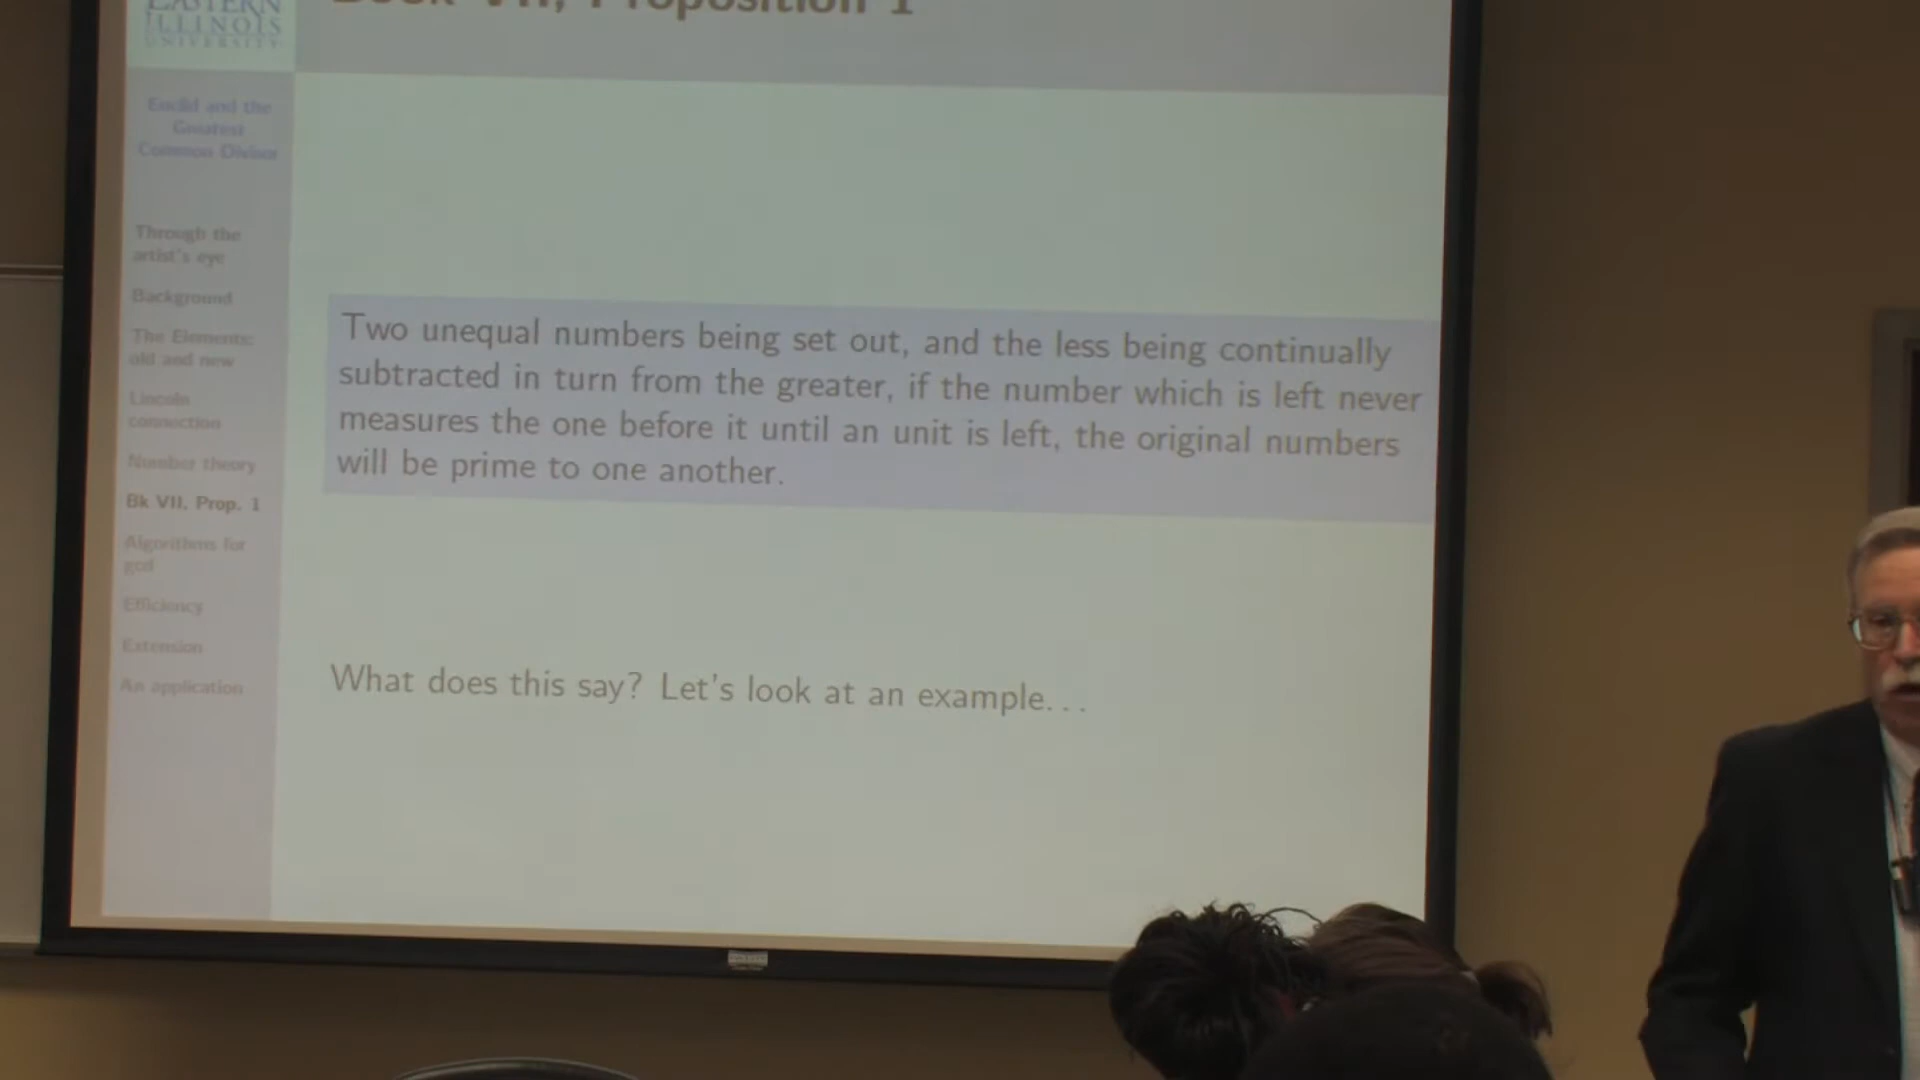 Book VII, Proposition 1
EASTERN
ILLINOIS
UNIVERSITY
Euclid and the
Greatest
Common Divisor
Through the
artist's eye
Background
The Elements:
old and new
Lincoln
connection
Number theory
Bk VII, Prop. 1
Algorithms for
gcd
Efficiency
Extension
An application
Two unequal numbers being set out, and the less being continually
subtracted in turn from the greater, if the number which is left never
measures the one before it until an unit is left, the original numbers
will be prime to one another.
What does this say? Let's look at an example...